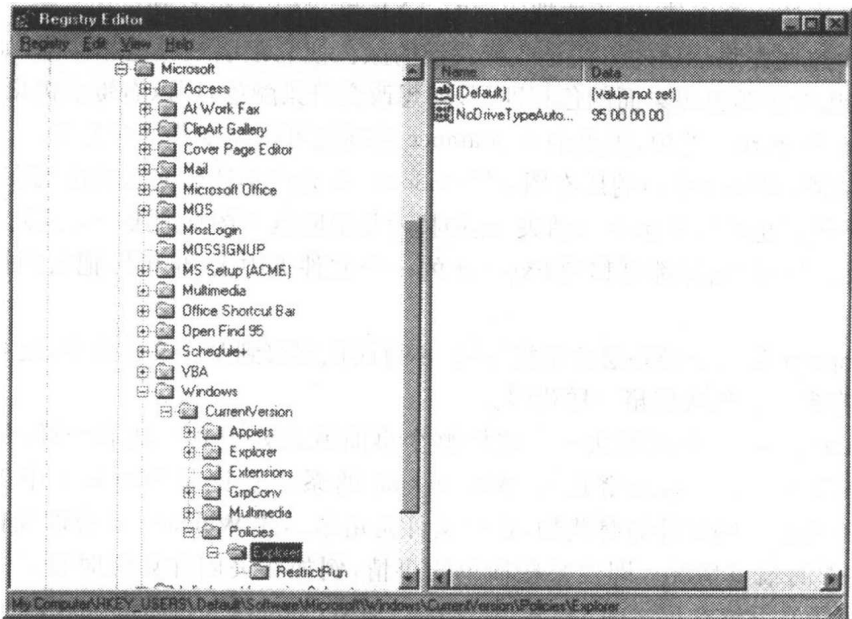 Registry Editor
Registry Edit View Help
Microsoft
Access
At Work Fax
ClipArt Gallery
Cover Page Editor
Mail
Microsoft Office
MOS
MosLogin
MOSSIGNUP
MS Setup (ACME)
Multimedia
Office Shortcut Bar
Open Find 95
Schedule+
VBA
Windows
CurrentVersion
Applets
Explorer
Extensions
GrpConv
Multimedia
Policies
Explorer
RestrictRun
Name Data
(Default) (value not set)
NoDriveTypeAuto... 95 00 00 00
My Computer\HKEY_USERS\.Default\Software\Microsoft\Windows\CurrentVersion\Policies\Explorer